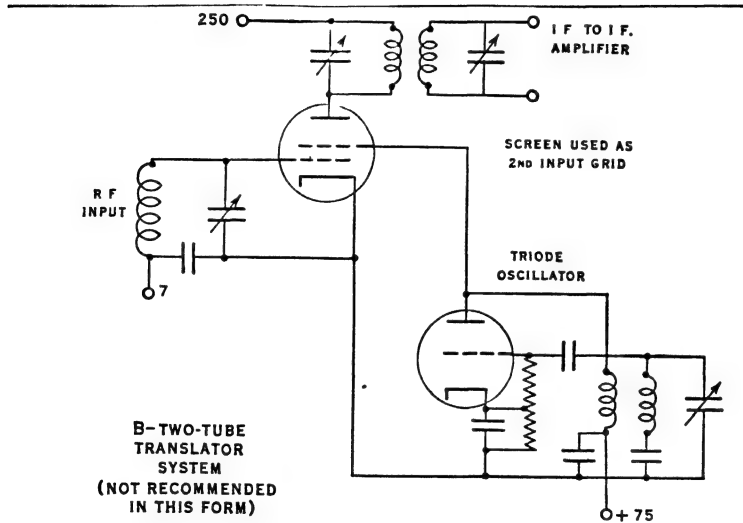 250
I F TO I F.
AMPLIFIER
SCREEN USED AS
2ND INPUT GRID
R F
INPUT
7
TRIODE
OSCILLATOR
B-TWO-TUBE
TRANSLATOR
SYSTEM
(NOT RECOMMENDED
IN THIS FORM)
+75